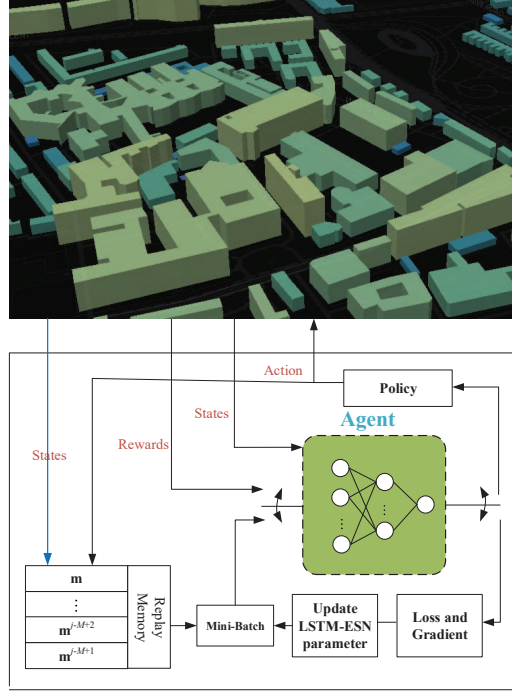 Action
Policy
States
Agent
States
Rewards
m
⋮
m^{j-M+2}
m^{j-M+1}
Replay
Memory
Mini-Batch
Update
LSTM-ESN
parameter
Loss and
Gradient